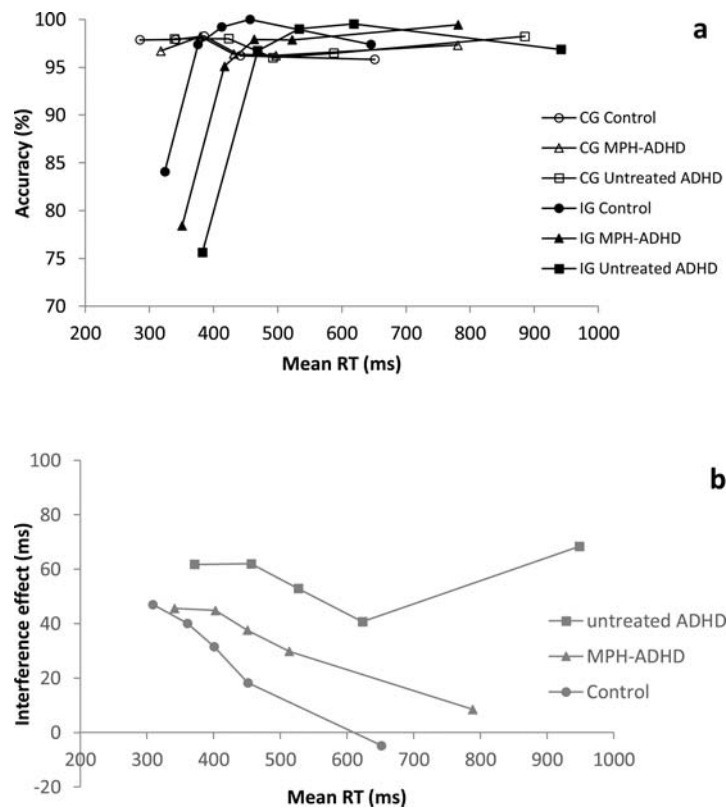 a
100
95
90
85
80
75
70
Accuracy (%)
200 300 400 500 600 700 800 900 1000
Mean RT (ms)
CG Control
CG MPH-ADHD
CG Untreated ADHD
IG Control
IG MPH-ADHD
IG Untreated ADHD
b
100
80
60
40
20
0
-20
Interference effect (ms)
200 300 400 500 600 700 800 900 1000
Mean RT (ms)
untreated ADHD
MPH-ADHD
Control